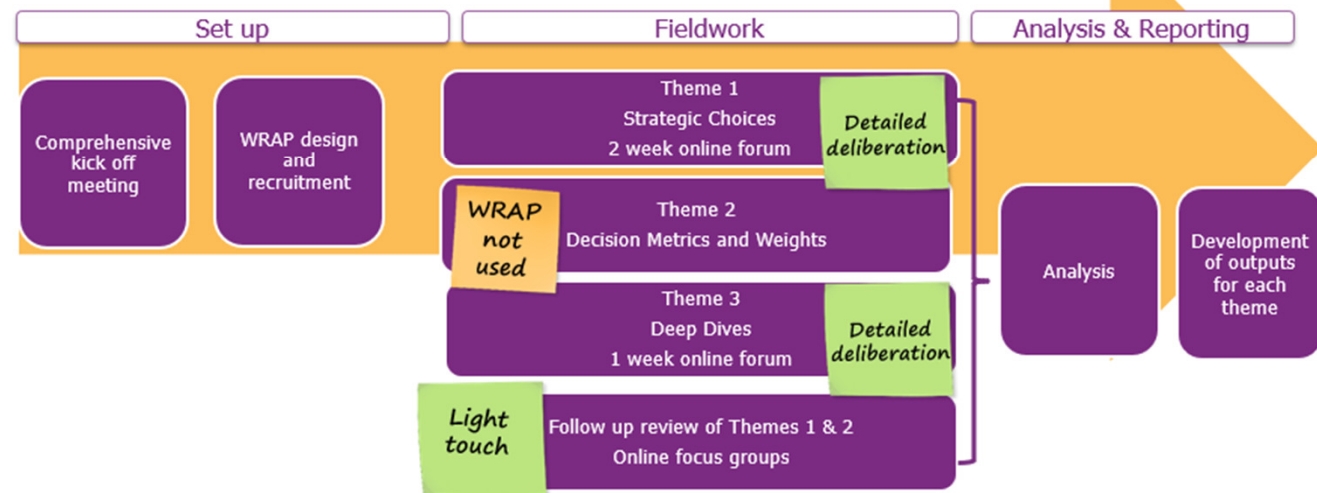 Set up
Fieldwork
Analysis & Reporting
Comprehensive
kick off
meeting
WRAP design
and
recruitment
Theme 1
Strategic Choices
2 week online forum
Detailed
deliberation
WRAP
not
used
Theme 2
Decision Metrics and Weights
Theme 3
Deep Dives
1 week online forum
Detailed
deliberation
Light
touch
Follow up review of Themes 1 & 2
Online focus groups
Analysis
Development
of outputs
for each
theme